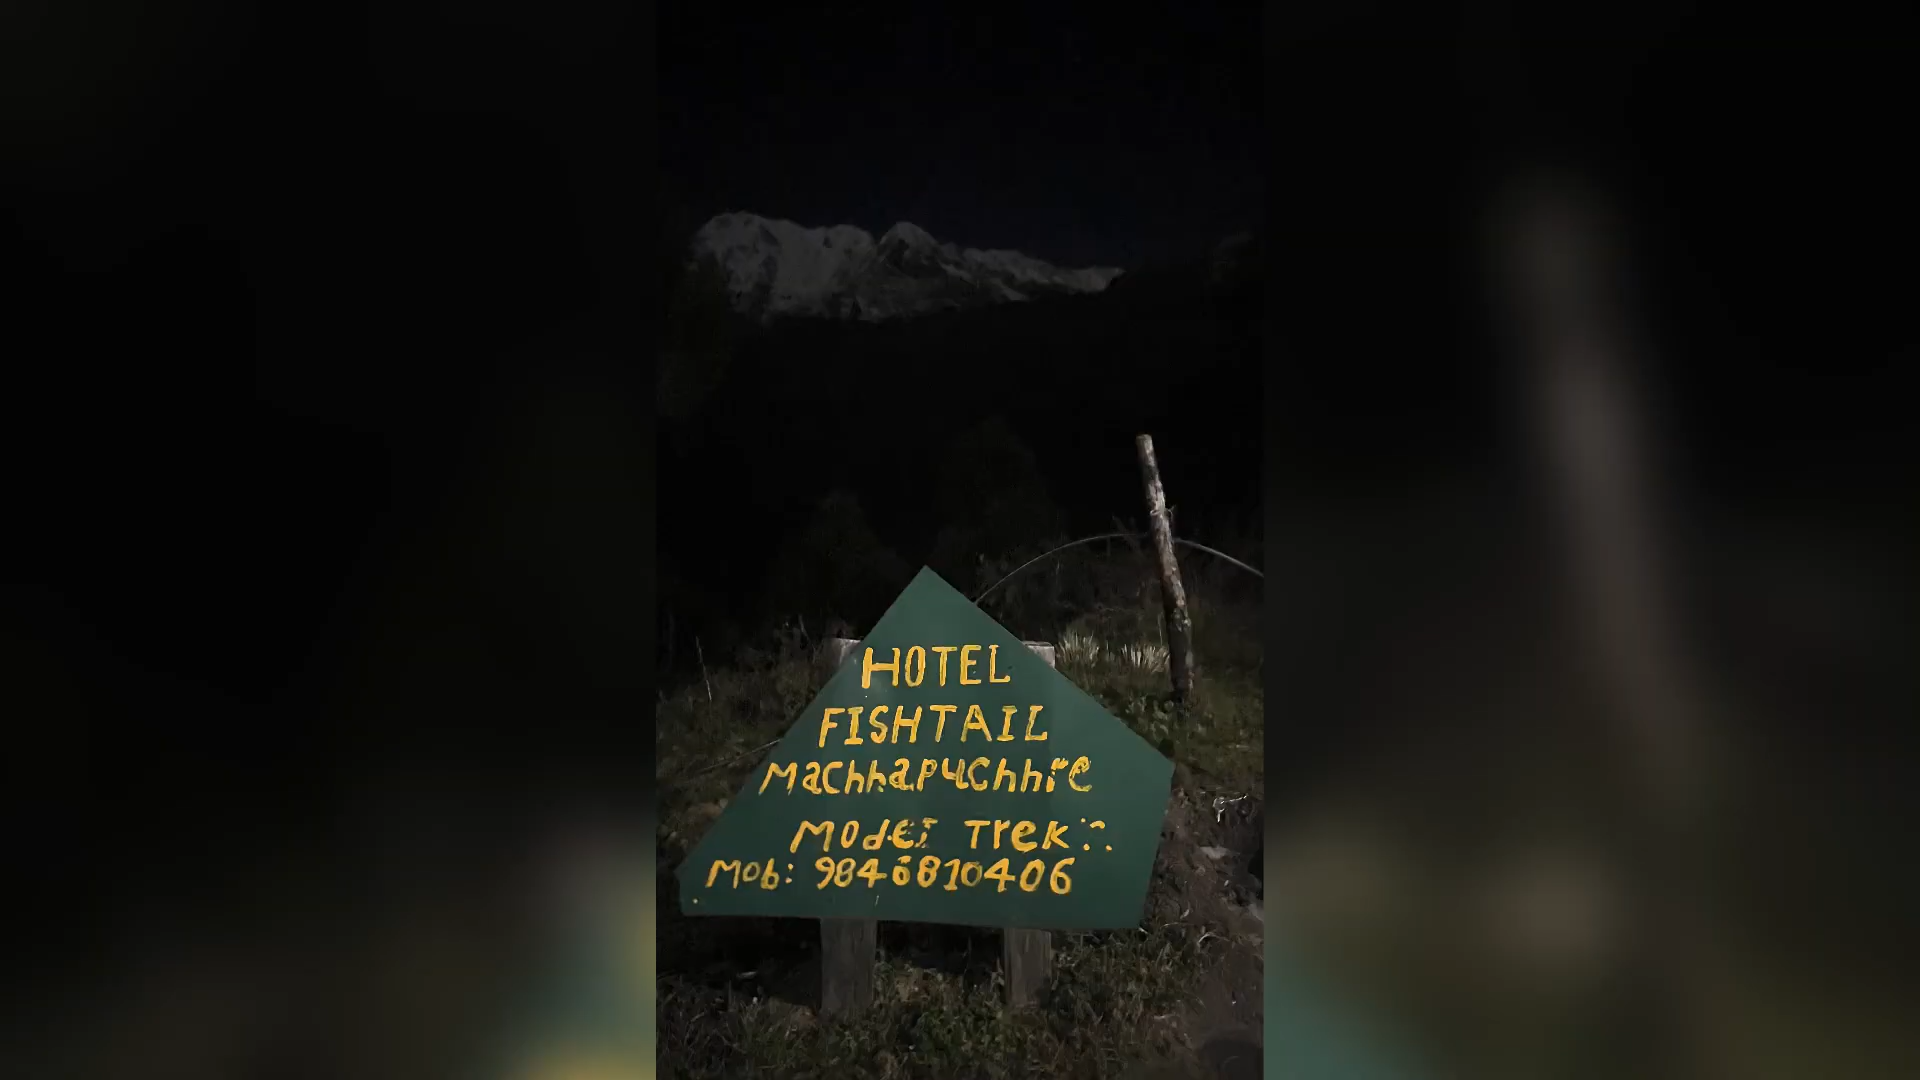 HOTEL
FISHTAIL
Machhapuchhre
Model Trek
Mob: 9846810406